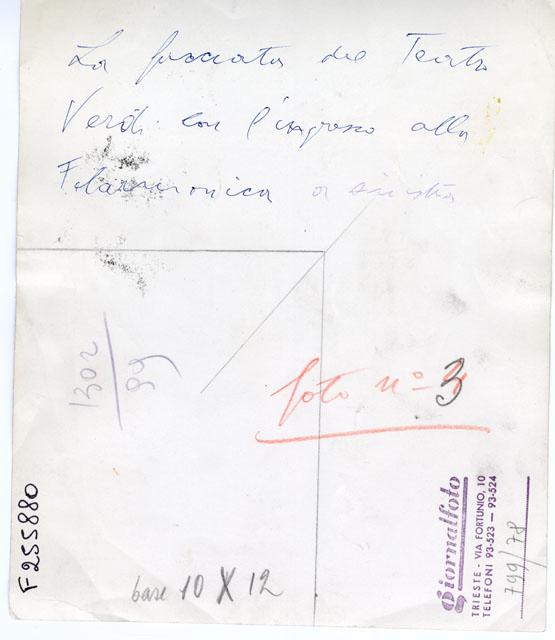 La facciata del Teatro
Verdi con l'ingresso alla
Filarmonica a sinistra
1302/89
foto n° 3
F255880
base 10 X 12
Giornalfoto
TRIESTE - VIA FORTUNIO, 10
TELEFONI 93-523 — 93-524
799/78